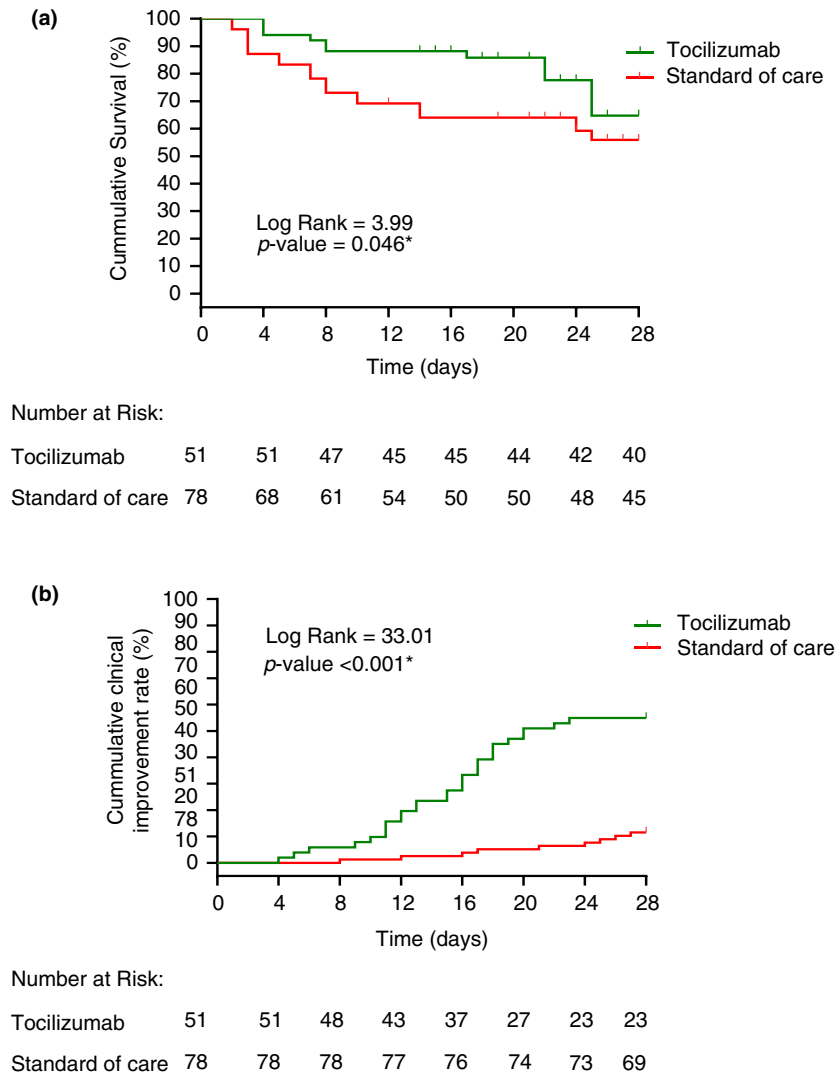 (a)
Cummulative Survival (%)
100
90
80
70
60
50
40
30
20
10
0
Tocilizumab
Standard of care
Log Rank = 3.99
p-value = 0.046*
0 4 8 12 16 20 24 28
Time (days)
Number at Risk:
Tocilizumab 51 51 47 45 45 44 42 40
Standard of care 78 68 61 54 50 50 48 45
(b)
Cummulative clnical
improvement rate (%)
100
90
80
70
60
50
40
30
51
20
78
10
0
Log Rank = 33.01
p-value <0.001*
Tocilizumab
Standard of care
0 4 8 12 16 20 24 28
Time (days)
Number at Risk:
Tocilizumab 51 51 48 43 37 27 23 23
Standard of care 78 78 78 77 76 74 73 69